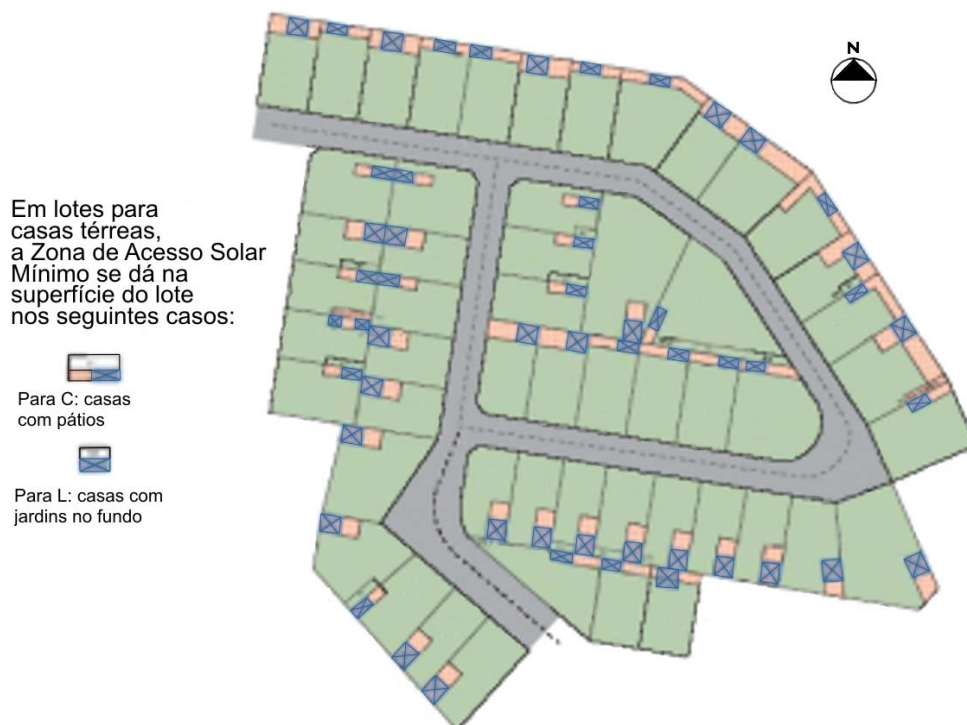 N
Em lotes para
casas térreas,
a Zona de Acesso Solar
Mínimo se dá na
superfície do lote
nos seguintes casos:
Para C: casas
com pátios
Para L: casas com
jardins no fundo